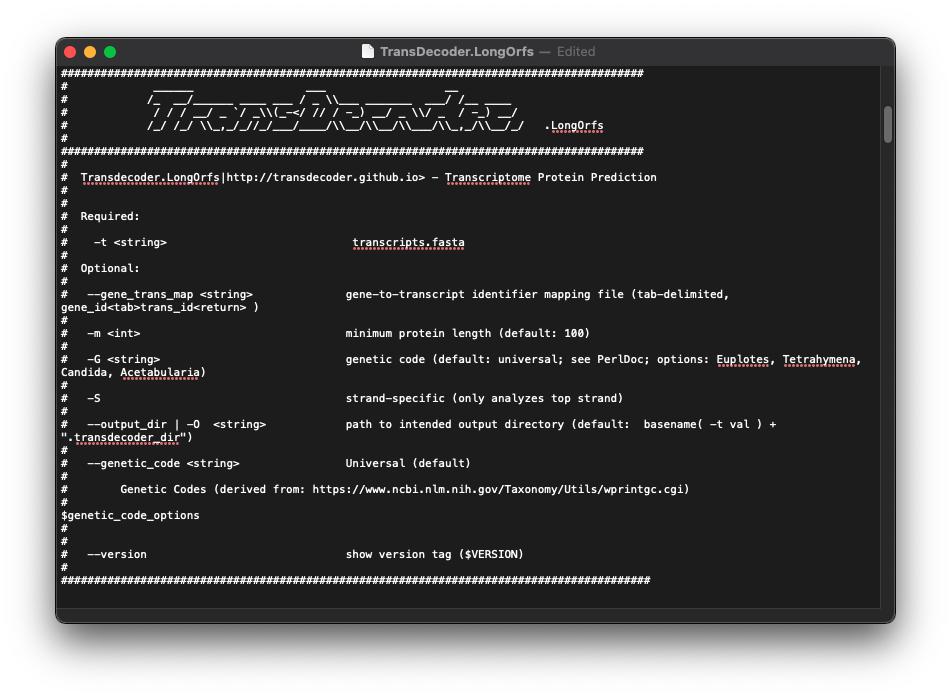 TransDecoder.LongOrfs — Edited
########################################################################################
#             ______                 ___                  __
#            /_  __/______ ____ ___ / _ \\___ _______  ___/ /__ ____
#             / / / __/ _ `/ _\\(_-</ // / -_) __/ _ \\/ _  / -_) __/
#            /_/ /_/ \\_,_/_//_/___/____/\\__/\\__/\\___/\\_,_/\\__/_/   .LongOrfs
#
########################################################################################
#
#  Transdecoder.LongOrfs|http://transdecoder.github.io> - Transcriptome Protein Prediction
#
#
#  Required:
#
#    -t <string>                            transcripts.fasta
#
#  Optional:
#
#   --gene_trans_map <string>              gene-to-transcript identifier mapping file (tab-delimited,
gene_id<tab>trans_id<return> )
#
#   -m <int>                               minimum protein length (default: 100)
#
#   -G <string>                            genetic code (default: universal; see PerlDoc; options: Euplotes, Tetrahymena,
Candida, Acetabularia)
#
#   -S                                     strand-specific (only analyzes top strand)
#
#   --output_dir | -O  <string>            path to intended output directory (default:  basename( -t val ) +
".transdecoder_dir")
#
#   --genetic_code <string>                Universal (default)
#
#        Genetic Codes (derived from: https://www.ncbi.nlm.nih.gov/Taxonomy/Utils/wprintgc.cgi)
#
$genetic_code_options
#
#
#   --version                              show version tag ($VERSION)
#
#########################################################################################